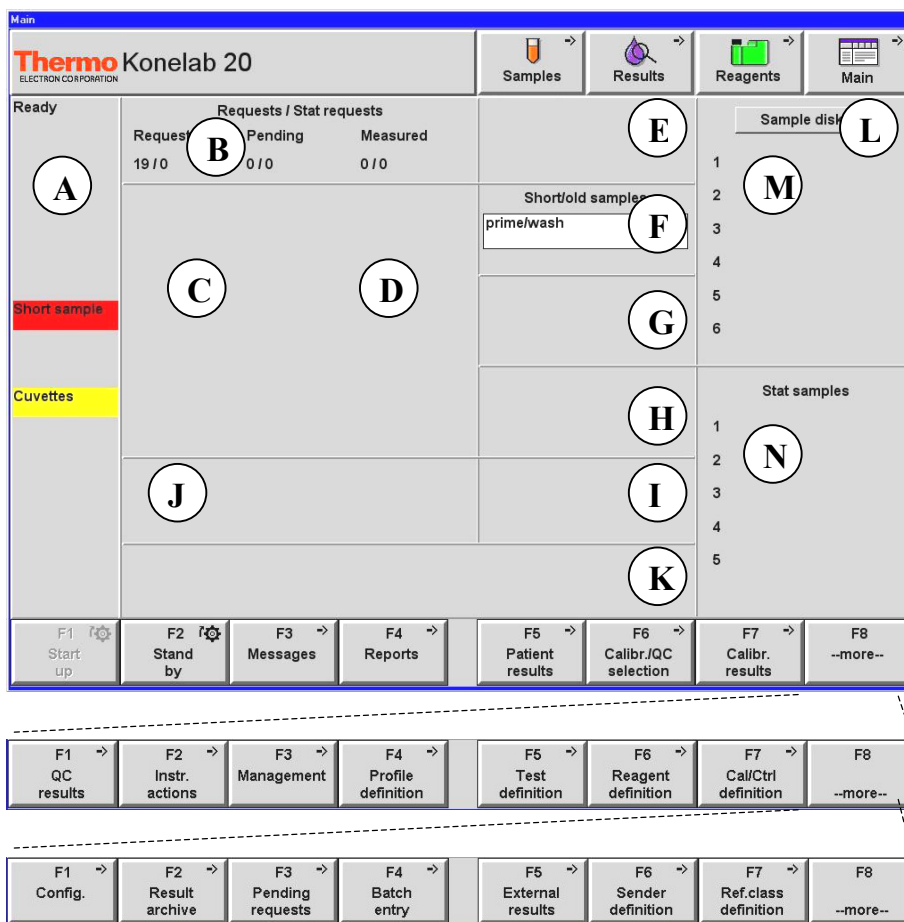 Main
Thermo
ELECTRON CORPORATION
Konelab 20
Samples
Results
Reagents
Main
Ready
Requests / Stat requests
Pending
Measured
19 / 0
0 / 0
0 / 0
A
B
C
D
E
F
G
H
I
J
K
L
M
N
Short/old samples
prime/wash
Short sample
Cuvettes
Sample disk
1
2
3
4
5
6
Stat samples
1
2
3
4
5
F1
Start
up
F2
Stand
by
F3
Messages
F4
Reports
F5
Patient
results
F6
Calibr./QC
selection
F7
Calibr.
results
F8
--more--
F1
QC
results
F2
Instr.
actions
F3
Management
F4
Profile
definition
F5
Test
definition
F6
Reagent
definition
F7
Cal/Ctrl
definition
F8
--more--
F1
Config.
F2
Result
archive
F3
Pending
requests
F4
Batch
entry
F5
External
results
F6
Sender
definition
F7
Ref.class
definition
F8
--more--